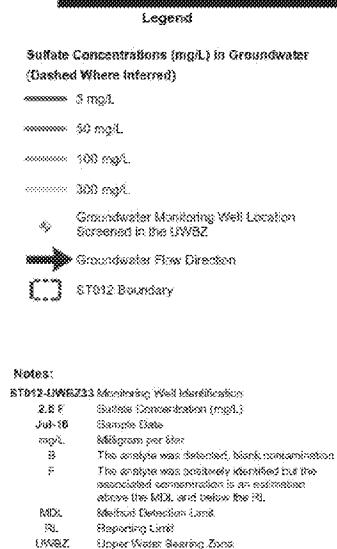 Legend
Sulfate Concentrations (mg/L) in Groundwater
(Dashed Where Inferred)
5 mg/L
50 mg/L
100 mg/L
300 mg/L
Groundwater Monitoring Well Location
Screened in the UWBZ
Groundwater Flow Direction
ST012 Boundary
Notes:
ST012-UWBZ33 Monitoring Well Identification
2.8 F Sulfate Concentration (mg/L)
Jul-16 Sample Date
mg/L Milligram per liter
B The analyte was detected, blank contamination
F The analyte was positively identified but the
associated concentration is an estimation
above the MDL and below the RL
MDL Method Detection Limit
RL Reporting Limit
UWBZ Upper Water Bearing Zone